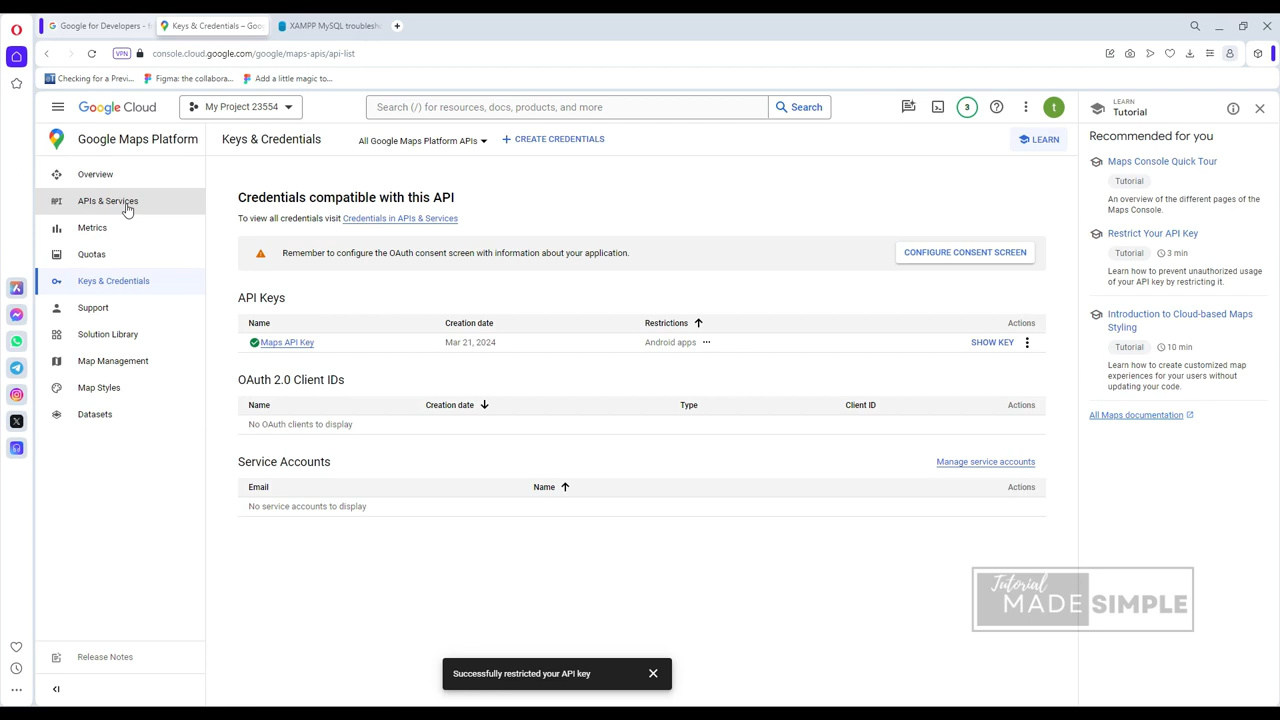 Google for Developers - f
Keys & Credentials – Goo
XAMPP MySQL troublesh
VPN
console.cloud.google.com/google/maps-apis/api-list
Checking for a Previ...
Figma: the collabora...
Add a little magic to...
Google Cloud
My Project 23554
Search (/) for resources, docs, products, and more
Search
3
t
LEARN
Tutorial
Google Maps Platform
Keys & Credentials
All Google Maps Platform APIs
CREATE CREDENTIALS
LEARN
Recommended for you
Overview
API APIs & Services
Metrics
Quotas
Keys & Credentials
Support
Solution Library
Map Management
Map Styles
Datasets
Release Notes
Credentials compatible with this API
To view all credentials visit Credentials in APIs & Services
Remember to configure the OAuth consent screen with information about your application.
CONFIGURE CONSENT SCREEN
API Keys
Name Creation date Restrictions Actions
Maps API Key Mar 21, 2024 Android apps ••• SHOW KEY
OAuth 2.0 Client IDs
Name Creation date Type Client ID Actions
No OAuth clients to display
Service Accounts
Manage service accounts
Email Name Actions
No service accounts to display
Successfully restricted your API key
Maps Console Quick Tour
Tutorial
An overview of the different pages of the
Maps Console.
Restrict Your API Key
Tutorial 3 min
Learn how to prevent unauthorized usage
of your API key by restricting it.
Introduction to Cloud-based Maps
Styling
Tutorial 10 min
Learn how to create customized map
experiences for your users without
updating your code.
All Maps documentation
Tutorial
MADE SIMPLE